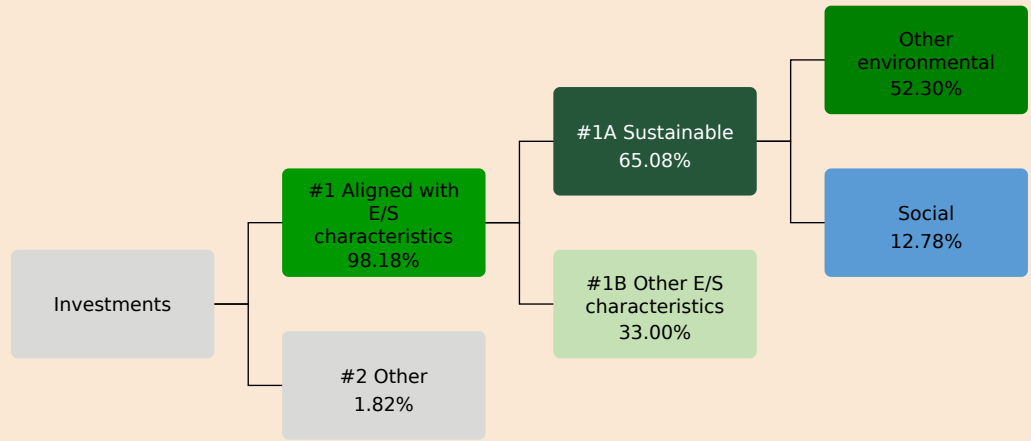 Investments
#1 Aligned with
E/S
characteristics
98.18%
#2 Other
1.82%
#1A Sustainable
65.08%
#1B Other E/S
characteristics
33.00%
Other
environmental
52.30%
Social
12.78%